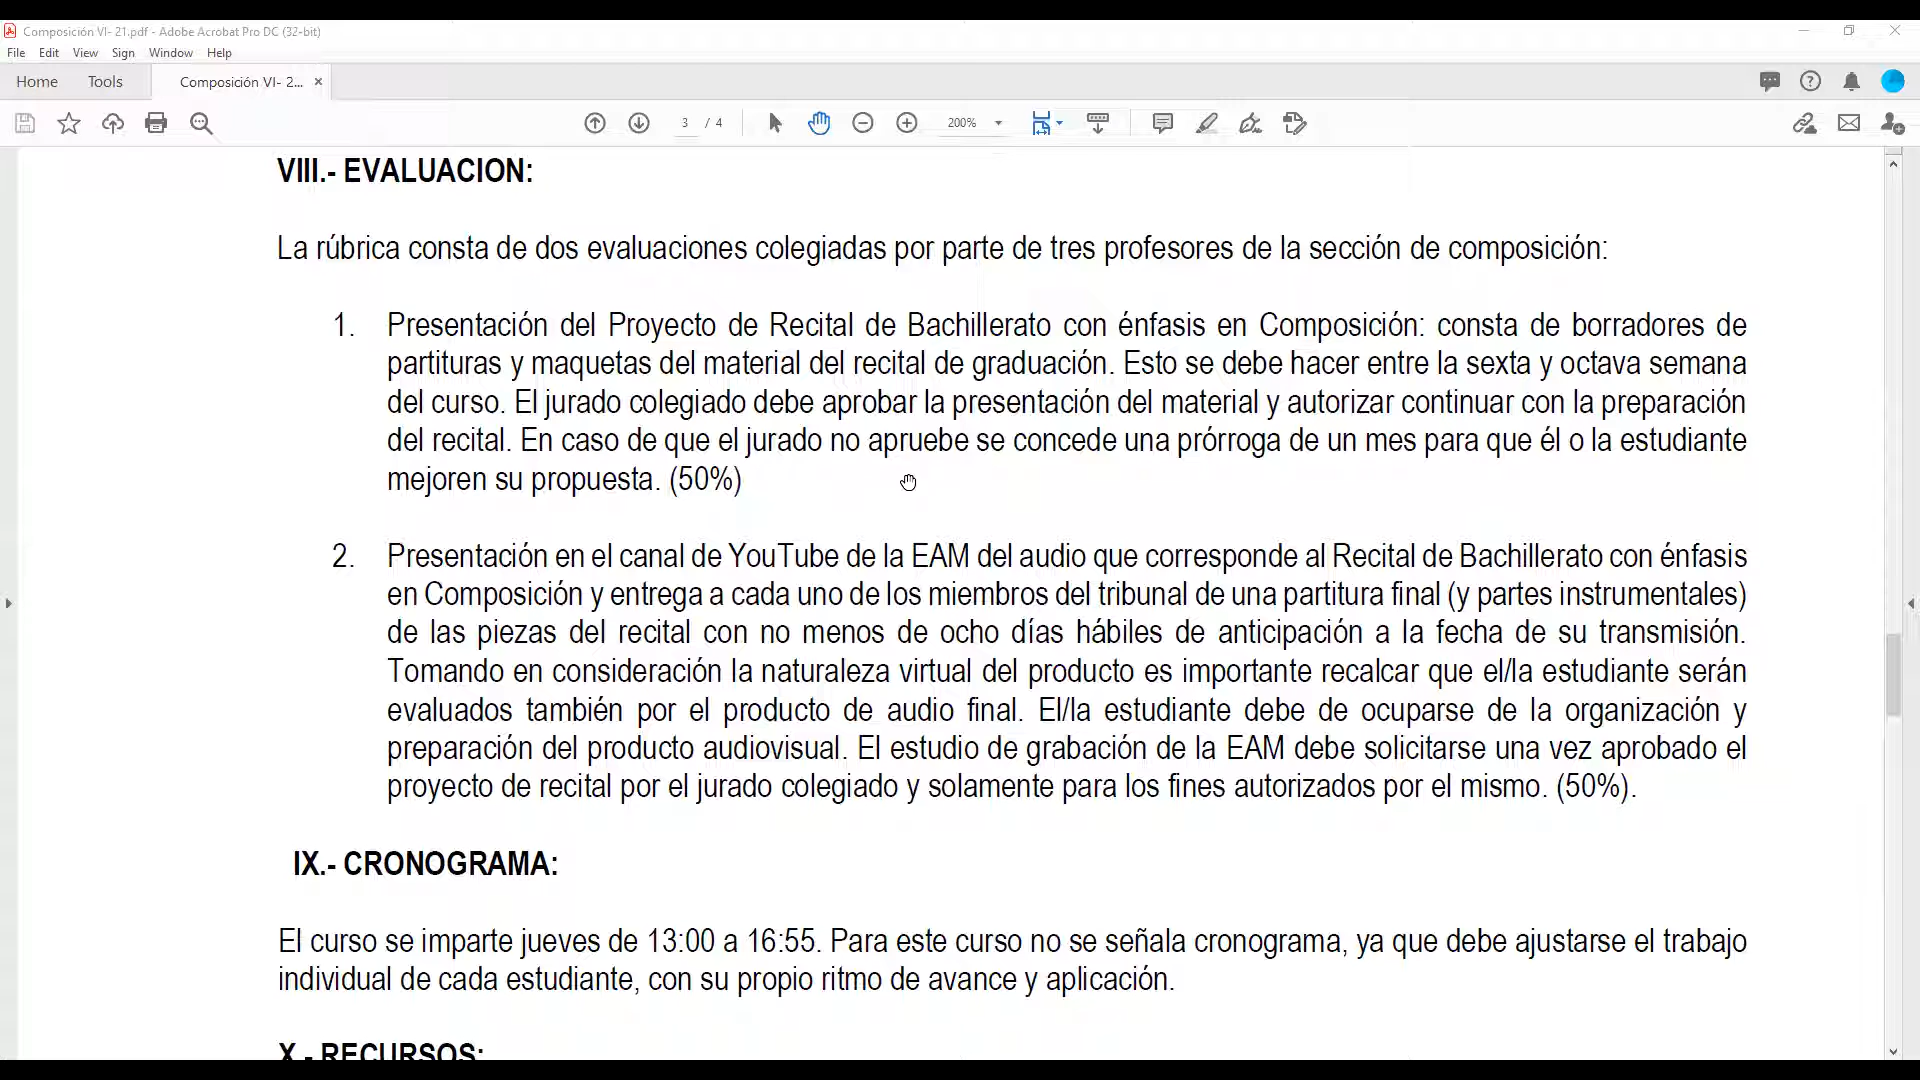 Composición VI- 21.pdf - Adobe Acrobat Pro DC (32-bit)
File Edit View Sign Window Help
Home Tools Composición VI- 2... ×
3 / 4 200%
VIII.- EVALUACION:
La rúbrica consta de dos evaluaciones colegiadas por parte de tres profesores de la sección de composición:
1. Presentación del Proyecto de Recital de Bachillerato con énfasis en Composición: consta de borradores de
partituras y maquetas del material del recital de graduación. Esto se debe hacer entre la sexta y octava semana
del curso. El jurado colegiado debe aprobar la presentación del material y autorizar continuar con la preparación
del recital. En caso de que el jurado no apruebe se concede una prórroga de un mes para que él o la estudiante
mejoren su propuesta. (50%)
2. Presentación en el canal de YouTube de la EAM del audio que corresponde al Recital de Bachillerato con énfasis
en Composición y entrega a cada uno de los miembros del tribunal de una partitura final (y partes instrumentales)
de las piezas del recital con no menos de ocho días hábiles de anticipación a la fecha de su transmisión.
Tomando en consideración la naturaleza virtual del producto es importante recalcar que el/la estudiante serán
evaluados también por el producto de audio final. El/la estudiante debe de ocuparse de la organización y
preparación del producto audiovisual. El estudio de grabación de la EAM debe solicitarse una vez aprobado el
proyecto de recital por el jurado colegiado y solamente para los fines autorizados por el mismo. (50%).
IX.- CRONOGRAMA:
El curso se imparte jueves de 13:00 a 16:55. Para este curso no se señala cronograma, ya que debe ajustarse el trabajo
individual de cada estudiante, con su propio ritmo de avance y aplicación.
X.- RECURSOS: